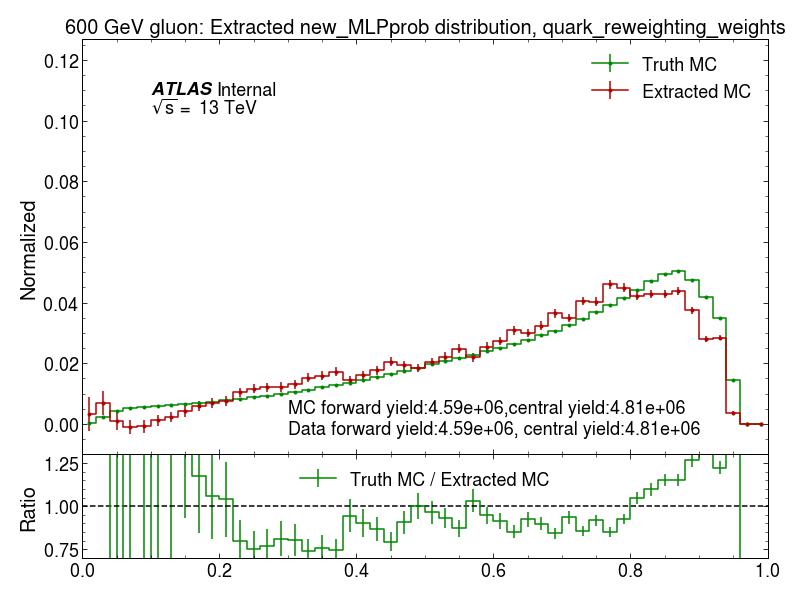 600 GeV gluon: Extracted new_MLPprob distribution, quark_reweighting_weights
Truth MC
Extracted MC
ATLAS Internal
√s = 13 TeV
Normalized
0.12
0.10
0.08
0.06
0.04
0.02
0.00
MC forward yield:4.59e+06,central yield:4.81e+06
Data forward yield:4.59e+06, central yield:4.81e+06
Truth MC / Extracted MC
Ratio
1.25
1.00
0.75
0.0 0.2 0.4 0.6 0.8 1.0